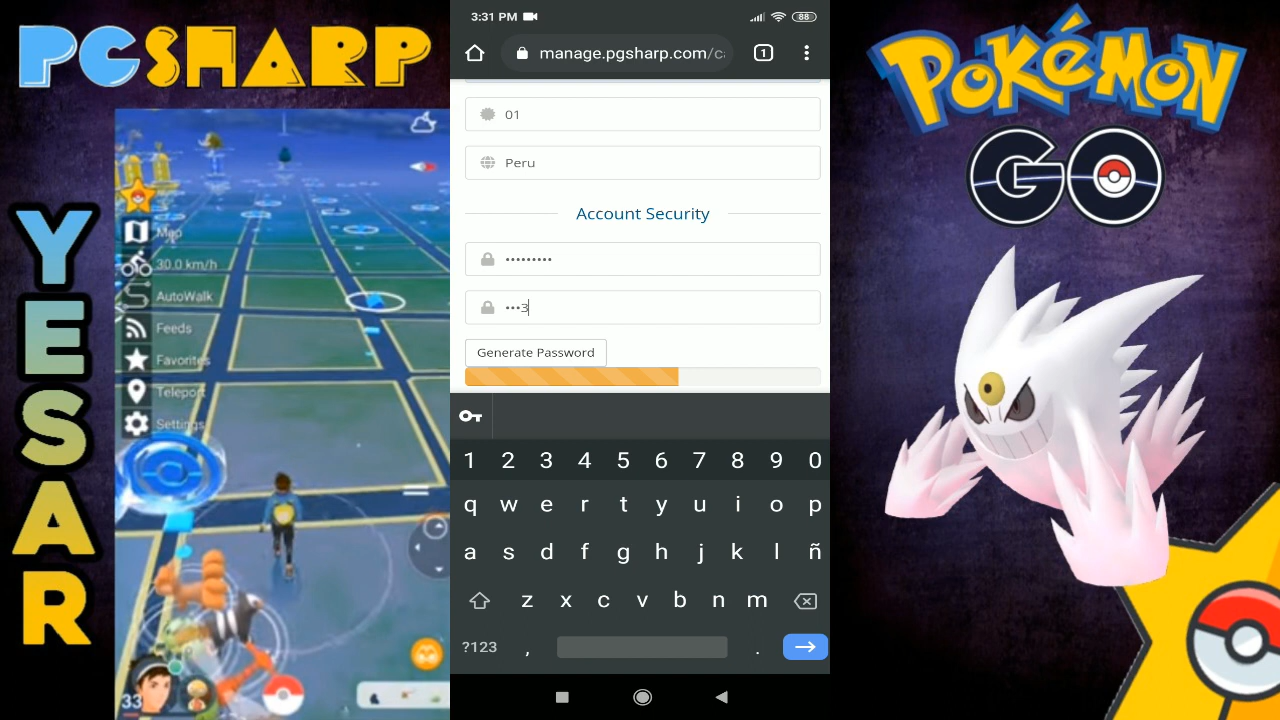 PGSHARP
YESAR
Map
30.0 km/h
AutoWalk
Feeds
Favorites
Teleport
Settings
33
3:31 PM
88
manage.pgsharp.com/c
1
01
Peru
Account Security
•••••••••
•••3
Generate Password
1 2 3 4 5 6 7 8 9 0
q w e r t y u i o p
a s d f g h j k l ñ
z x c v b n m
?123 , .
POKéMON
GO